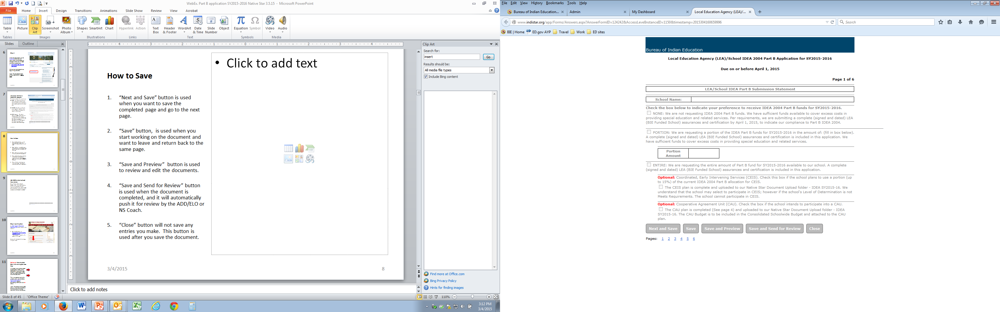 WebEx. Part B application SY2015-2016 Native Star 3.5.15 - Microsoft PowerPoint
File Home Insert Design Transitions Animations Slide Show Review View Acrobat
Table Picture Clip Art Screenshot Photo Album Shapes SmartArt Chart Hyperlink Action Text Box Header & Footer WordArt Date & Time Slide Number Object Equation Symbol Video Audio
Tables Images Illustrations Links Text Symbols Media
Slides Outline
6
7
8
9
10
11
How to Save
1. “Next and Save” button is used
when you want to save the
completed page and go to the next
page.
2. “Save” button, is used when you
start working on the document and
want to leave and return back to the
same page.
3. “Save and Preview” button is used
to review and edit the documents.
4. “Save and Send for Review” button
is used when the document is
completed, and it will automatically
push it for review by the ADD/ELO or
NS Coach.
5. “Close” button will not save any
entries you make. This button is
used after you save the document.
• Click to add text
3/4/2015
8
Click to add notes
Clip Art
Search for:
insert
Go
Results should be:
All media file types
Include Bing content
Find more at Office.com
Bing Privacy Policy
Hints for finding images
Slide 8 of 45 "Office Theme" 110%
3:12 PM
3/4/2015
File Edit View History Bookmarks Tools Help
Bureau of Indian Education... Admin My Dashboard Local Education Agency (LEA)/...
www.indistar.org/app/Forms/Answers.aspx?AnswerFormID=124242&AccessLevelInstanceID=1150&timestamp=2015304160659996
Search
BIE | Home ED.gov AYP Travel Work ED sites
Bureau of Indian Education
Local Education Agency (LEA)/School IDEA 2004 Part B Application for SY2015-2016
Due on or before April 1, 2015
Page 1 of 6
LEA/School IDEA Part B Submission Statement
School Name:
Check the box below to indicate your preference to receive IDEA 2004 Part B funds for SY2015-2016.
NONE: We are not requesting IDEA 2004 Part B funds. We have sufficient funds available to cover excess costs in
providing special education and related services. Per requirements, we are submitting a complete (signed and dated) LEA
(BIE Funded School) assurances and certification by April 1, 2015, to indicate our compliance to Part B IDEA 2004.
PORTION: We are requesting a portion of the IDEA Part B funds for SY2015-2016 in the amount of: (fill in box below).
A complete (signed and dated) LEA (BIE Funded School) assurances and certification is included in this application. We
have sufficient funds to cover excess costs in providing special education and related services.
Portion
Amount
ENTIRE: We are requesting the entire amount of Part B fund for SY2015-2016 available to our school. A complete
(signed and dated) LEA (BIE Funded School) assurances and certification is included in this application.
Optional: Coordinated, Early Intervening Services (CEIS). Check this box if the school plans to use a portion (up
to 15%) of the current IDEA 2004 Part B allocation for CEIS.
The CEIS plan is complete and uploaded to our Native Star Document Upload folder - IDEA SY2015-16. We
understand that the school may select to participate in CEIS; however if the school's Level of Determination is not
Meets Requirements. The school cannot participate in CEIS.
Optional: Cooperative Agreement Unit (CAU). Check the box if the school intends to participate into a CAU.
The CAU plan is completed (See page 4) and uploaded to our Native Star Document Upload folder - IDEA
SY2015-16. The CAU Budget is to be included in the Consolidated Schoolwide Budget and attached to the CAU
plan.
Next and Save Save Save and Preview Save and Send for Review Close
Pages: 1 2 3 4 5 6